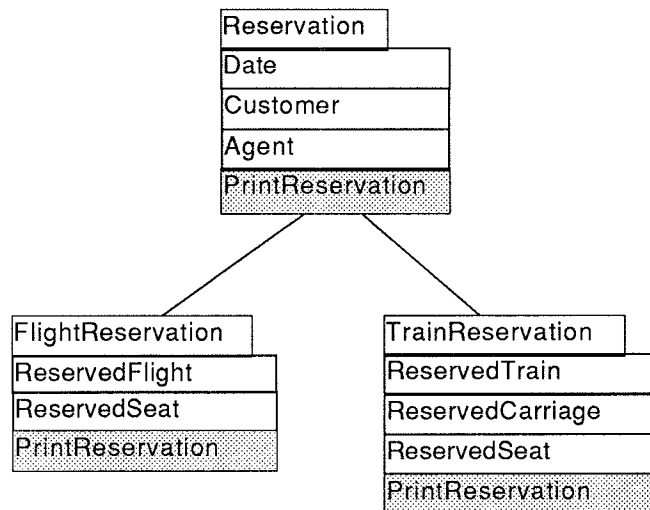 Reservation
Date
Customer
Agent
PrintReservation
FlightReservation
ReservedFlight
ReservedSeat
PrintReservation
TrainReservation
ReservedTrain
ReservedCarriage
ReservedSeat
PrintReservation